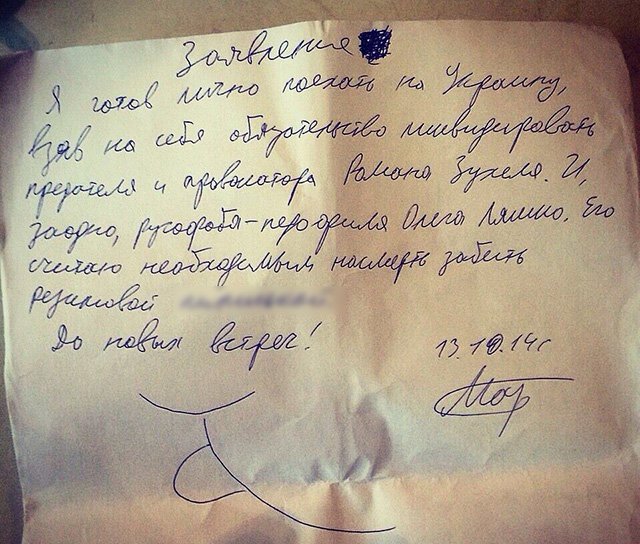 Заявление
Я готов лично поехать на Украину,
взяв на себя обязательство ликвидировать
предателя и провокатора Романа Зухеля. И,
заодно, русофоба-педофила Олега Ляшко. Его
считаю необходимым насмерть забить
резиновой
До новых встреч!
13.10.14г